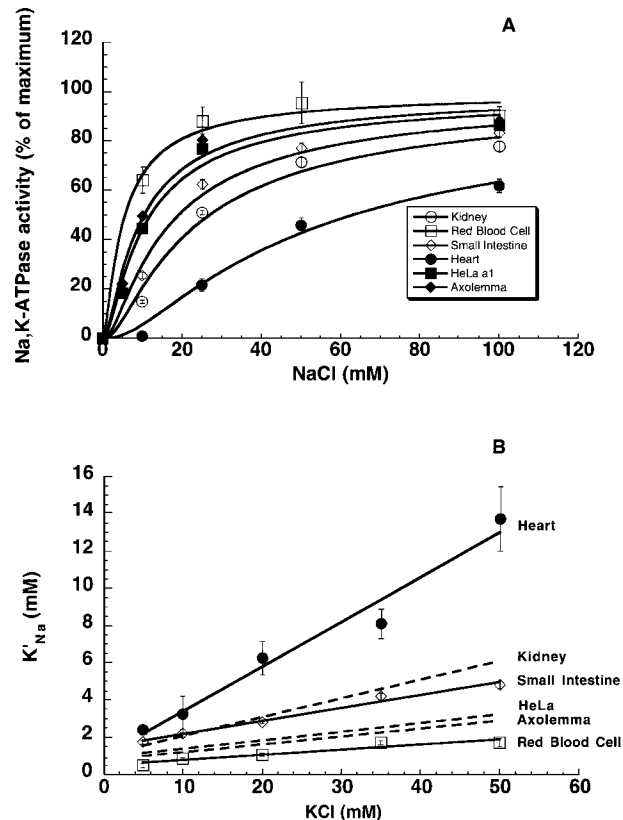 A
Na,K-ATPase activity (% of maximum)
120
100
80
60
40
20
0
Kidney
Red Blood Cell
Small Intestine
Heart
HeLa a1
Axolemma
0 20 40 60 80 100 120
NaCl (mM)
B
K'Na (mM)
16
14
12
10
8
6
4
2
0
Heart
Kidney
Small Intestine
HeLa
Axolemma
Red Blood Cell
0 10 20 30 40 50 60
KCl (mM)